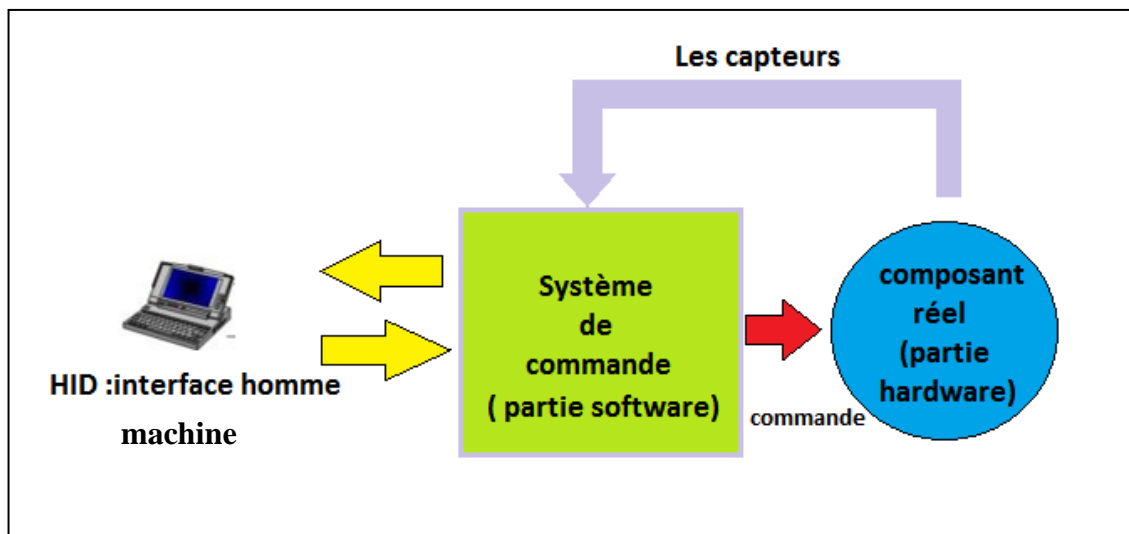 Les capteurs
HID :interface homme
machine
Système
de
commande
( partie software)
commande
composant
réel
(partie
hardware)